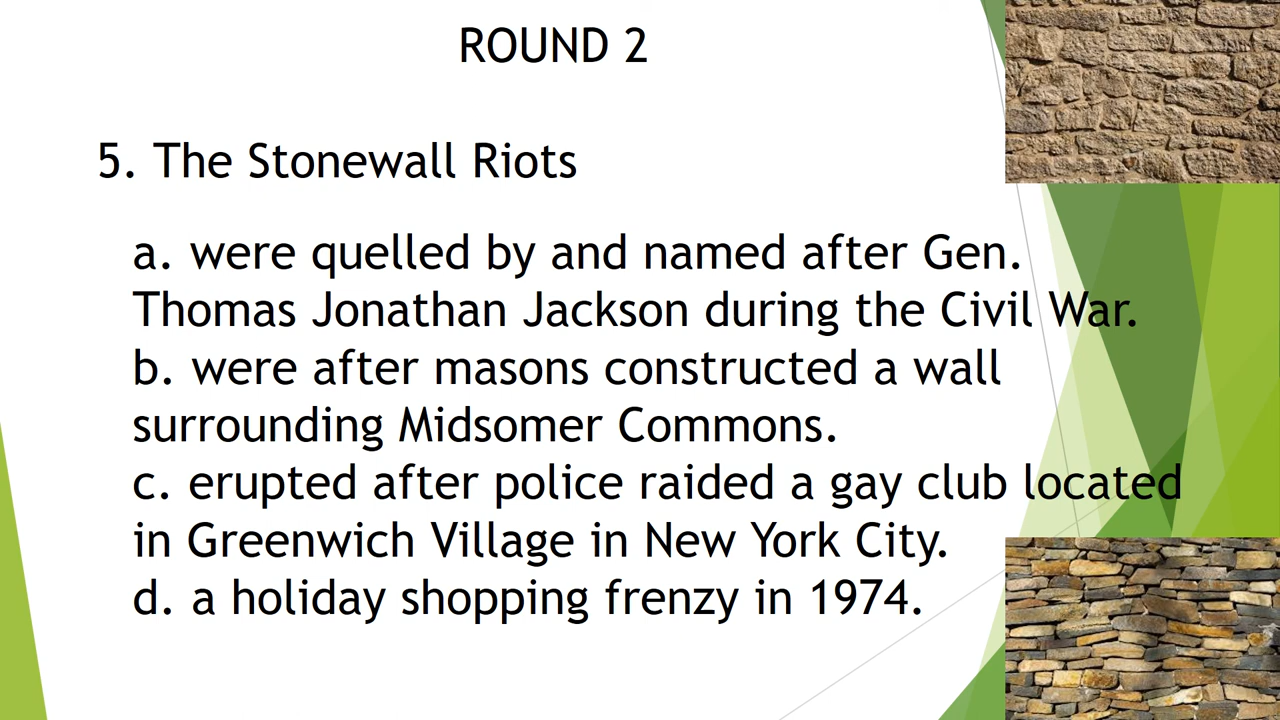 ROUND 2
5. The Stonewall Riots
a. were quelled by and named after Gen.
Thomas Jonathan Jackson during the Civil War.
b. were after masons constructed a wall
surrounding Midsomer Commons.
c. erupted after police raided a gay club located
in Greenwich Village in New York City.
d. a holiday shopping frenzy in 1974.